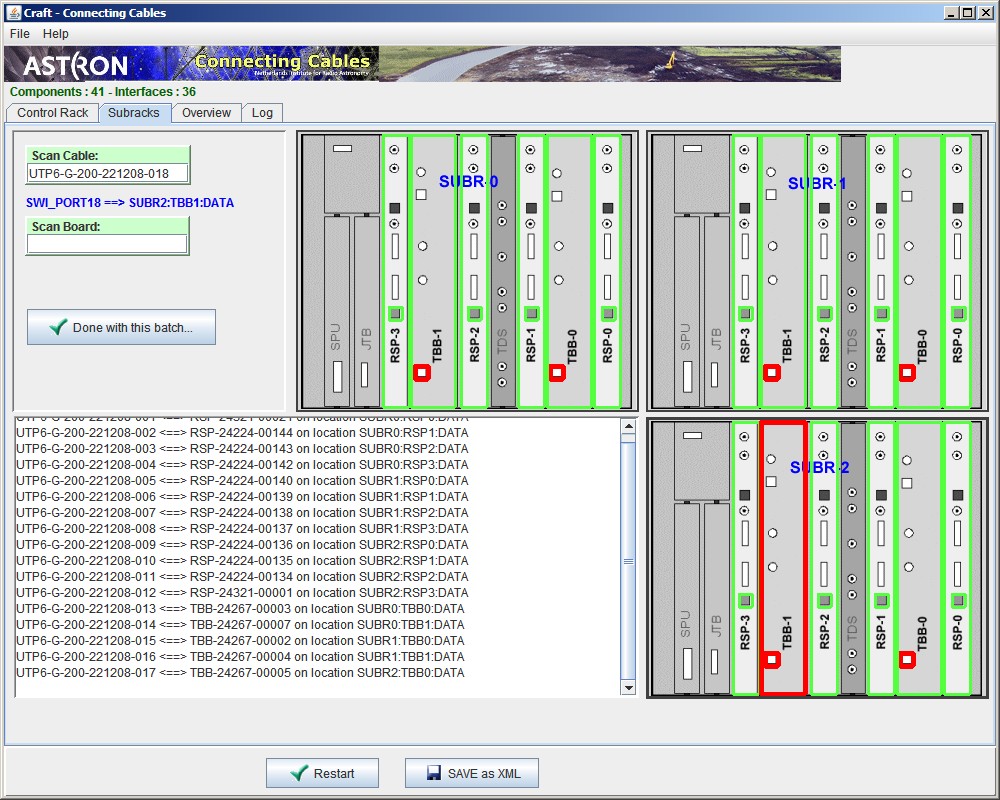 Craft - Connecting Cables
File Help
ASTRON
Connecting Cables
Netherlands Institute for Radio Astronomy
Components : 41 - Interfaces : 36
Control Rack Subracks Overview Log
Scan Cable:
UTP6-G-200-221208-018
SWI_PORT18 ==> SUBR2:TBB1:DATA
Scan Board:
Done with this batch...
SUBR-0
SPU JTB RSP-3 TBB-1 RSP-2 TDS RSP-1 TBB-0 RSP-0
SUBR-1
SPU JTB RSP-3 TBB-1 RSP-2 TDS RSP-1 TBB-0 RSP-0
UTP6-G-200-221208-002 <==> RSP-24224-00144 on location SUBR0:RSP1:DATA
UTP6-G-200-221208-003 <==> RSP-24224-00143 on location SUBR0:RSP2:DATA
UTP6-G-200-221208-004 <==> RSP-24224-00142 on location SUBR0:RSP3:DATA
UTP6-G-200-221208-005 <==> RSP-24224-00140 on location SUBR1:RSP0:DATA
UTP6-G-200-221208-006 <==> RSP-24224-00139 on location SUBR1:RSP1:DATA
UTP6-G-200-221208-007 <==> RSP-24224-00138 on location SUBR1:RSP2:DATA
UTP6-G-200-221208-008 <==> RSP-24224-00137 on location SUBR1:RSP3:DATA
UTP6-G-200-221208-009 <==> RSP-24224-00136 on location SUBR2:RSP0:DATA
UTP6-G-200-221208-010 <==> RSP-24224-00135 on location SUBR2:RSP1:DATA
UTP6-G-200-221208-011 <==> RSP-24224-00134 on location SUBR2:RSP2:DATA
UTP6-G-200-221208-012 <==> RSP-24321-00001 on location SUBR2:RSP3:DATA
UTP6-G-200-221208-013 <==> TBB-24267-00003 on location SUBR0:TBB0:DATA
UTP6-G-200-221208-014 <==> TBB-24267-00007 on location SUBR0:TBB1:DATA
UTP6-G-200-221208-015 <==> TBB-24267-00002 on location SUBR1:TBB0:DATA
UTP6-G-200-221208-016 <==> TBB-24267-00004 on location SUBR1:TBB1:DATA
UTP6-G-200-221208-017 <==> TBB-24267-00005 on location SUBR2:TBB0:DATA
SUBR-2
SPU JTB RSP-3 TBB-1 RSP-2 TDS RSP-1 TBB-0 RSP-0
Restart
SAVE as XML